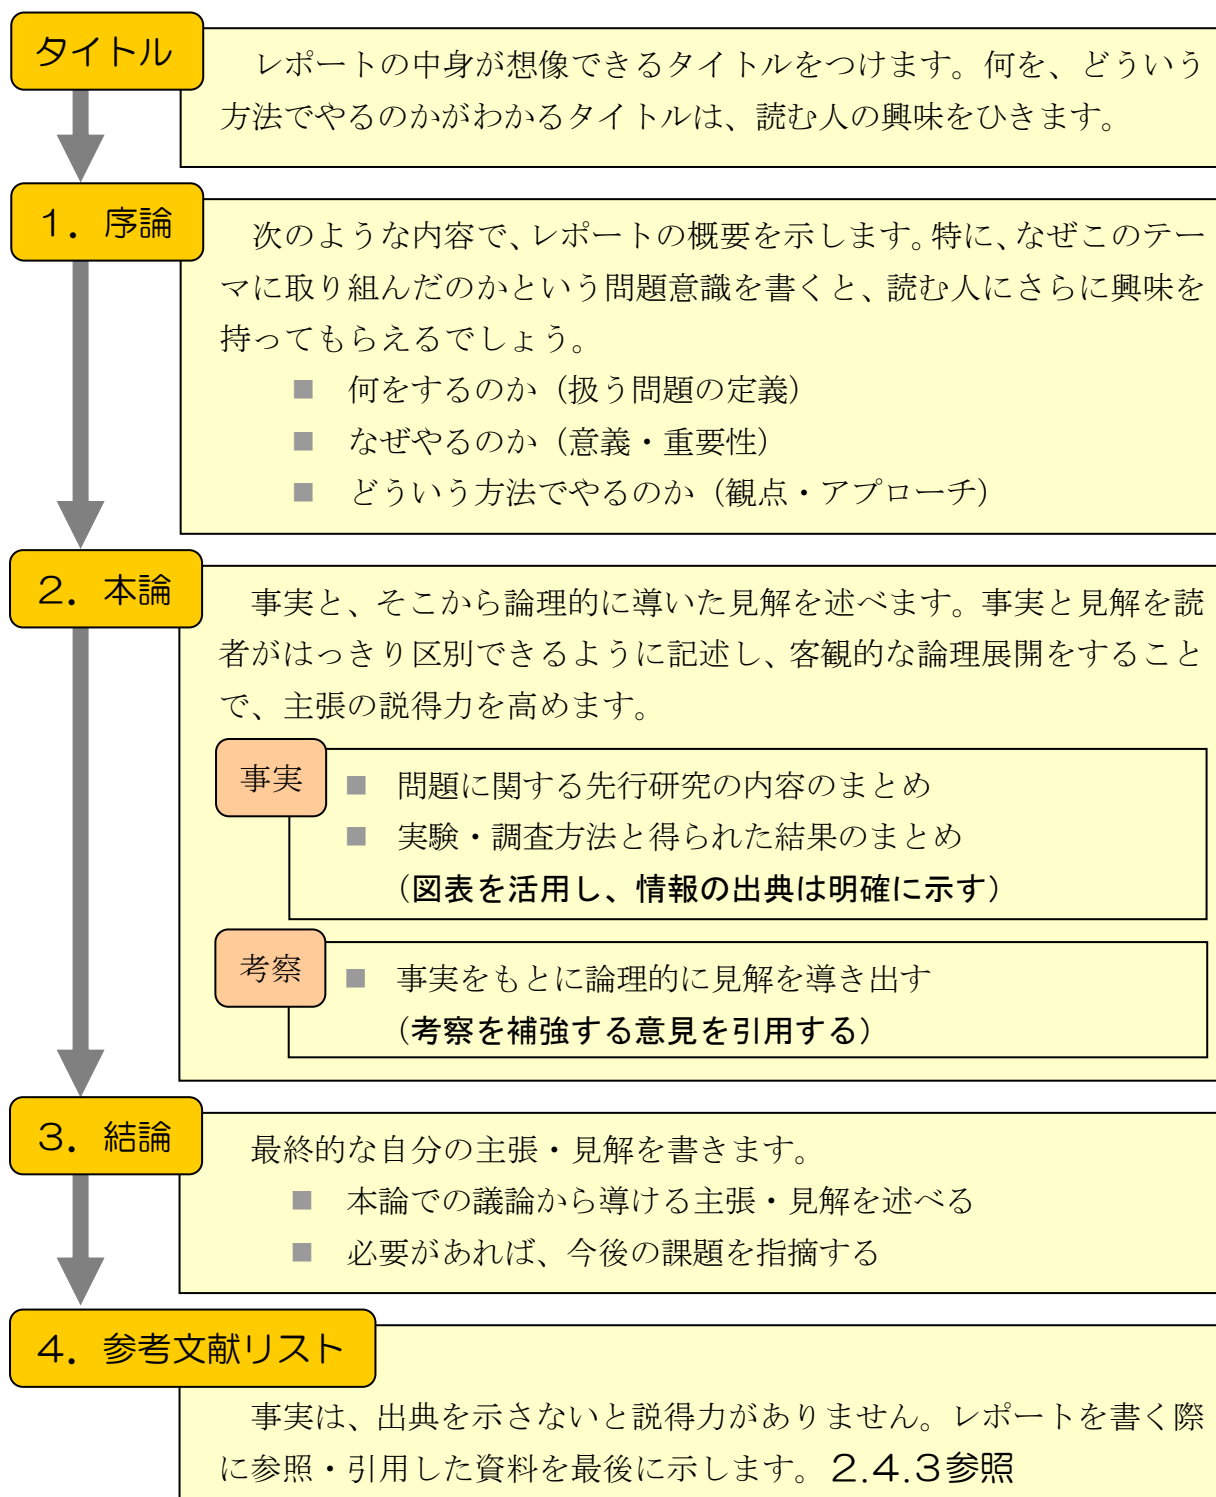 タイトル
レポートの中身が想像できるタイトルをつけます。何を、どういう
方法でやるのかがわかるタイトルは、読む人の興味をひきます。
１．序論
次のような内容で、レポートの概要を示します。特に、なぜこのテー
マに取り組んだのかという問題意識を書くと、読む人にさらに興味を
持ってもらえるでしょう。
■ 何をするのか（扱う問題の定義）
■ なぜやるのか（意義・重要性）
■ どういう方法でやるのか（観点・アプローチ）
２．本論
事実と、そこから論理的に導いた見解を述べます。事実と見解を読
者がはっきり区別できるように記述し、客観的な論理展開をすること
で、主張の説得力を高めます。
事実
■ 問題に関する先行研究の内容のまとめ
■ 実験・調査方法と得られた結果のまとめ
（図表を活用し、情報の出典は明確に示す）
考察
■ 事実をもとに論理的に見解を導き出す
（考察を補強する意見を引用する）
３．結論
最終的な自分の主張・見解を書きます。
■ 本論での議論から導ける主張・見解を述べる
■ 必要があれば、今後の課題を指摘する
４．参考文献リスト
事実は、出典を示さないと説得力がありません。レポートを書く際
に参照・引用した資料を最後に示します。２.４.３参照